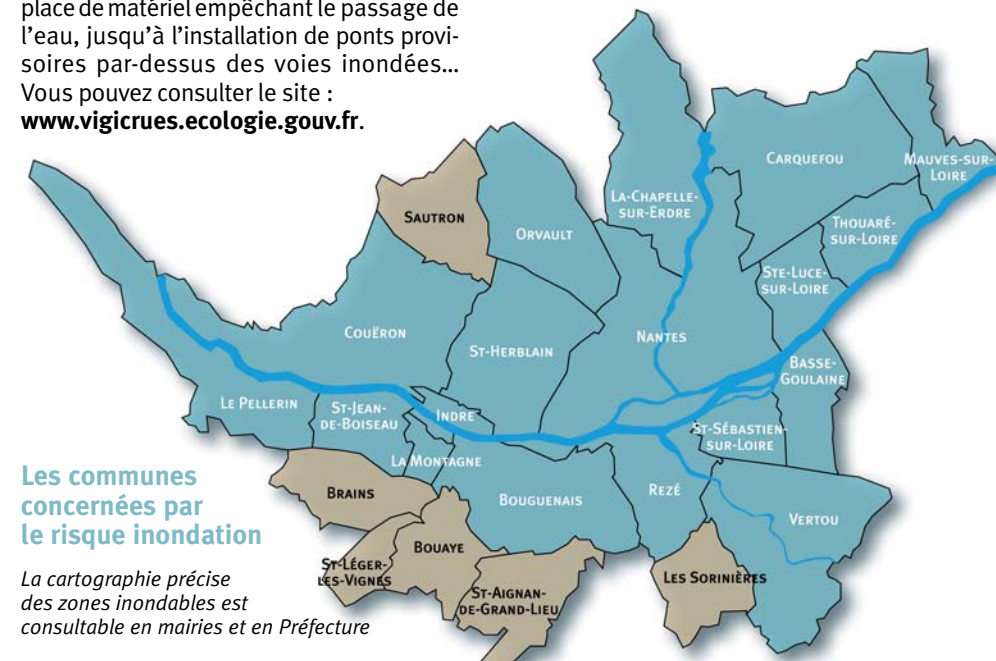 place de matériel empêchant le passage de
l'eau, jusqu'à l'installation de ponts provi-
soires par-dessus des voies inondées...
Vous pouvez consulter le site :
www.vigicrues.ecologie.gouv.fr.
CARQUEFOU
MAUVES-SUR-
LOIRE
LA-CHAPELLE-
SUR-ERDRE
SAUTRON
ORVAULT
THOUARÉ-
SUR-LOIRE
STE-LUCE-
SUR-LOIRE
COUËRON
NANTES
ST-HERBLAIN
BASSE-
GOULAINE
LE PELLERIN
ST-JEAN-
DE-BOISEAU
INDRE
ST-SÉBASTIEN-
SUR-LOIRE
LA MONTAGNE
Les communes
concernées par
le risque inondation
BRAINS
BOUGUENAIS
REZÉ
VERTOU
BOUAYE
ST-LÉGER-
LES-VIGNES
ST-AIGNAN-
DE-GRAND-LIEU
LES SORINIÈRES
La cartographie précise
des zones inondables est
consultable en mairies et en Préfecture